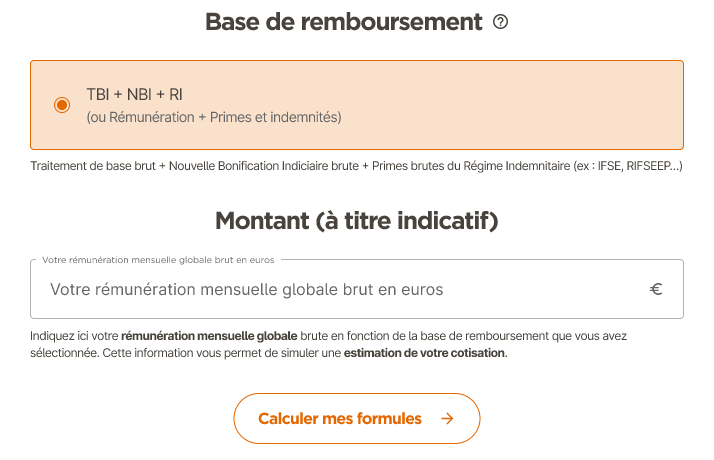 Base de remboursement
TBI + NBI + RI
(ou Rémunération + Primes et indemnités)
Traitement de base brut + Nouvelle Bonification Indiciaire brute + Primes brutes du Régime Indemnitaire (ex : IFSE, RIFSEEP...)
Montant (à titre indicatif)
Votre rémunération mensuelle globale brut en euros
Votre rémunération mensuelle globale brut en euros €
Indiquez ici votre rémunération mensuelle globale brute en fonction de la base de remboursement que vous avez
sélectionnée. Cette information vous permet de simuler une estimation de votre cotisation.
Calculer mes formules